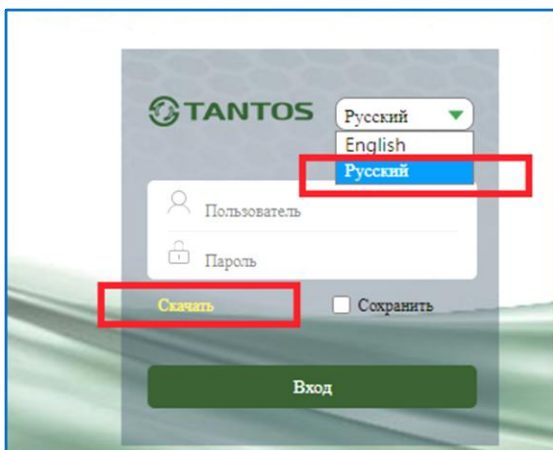 TANTOS
Русский
English
Русский
Пользователь
Пароль
Скачать
Сохранить
Вход